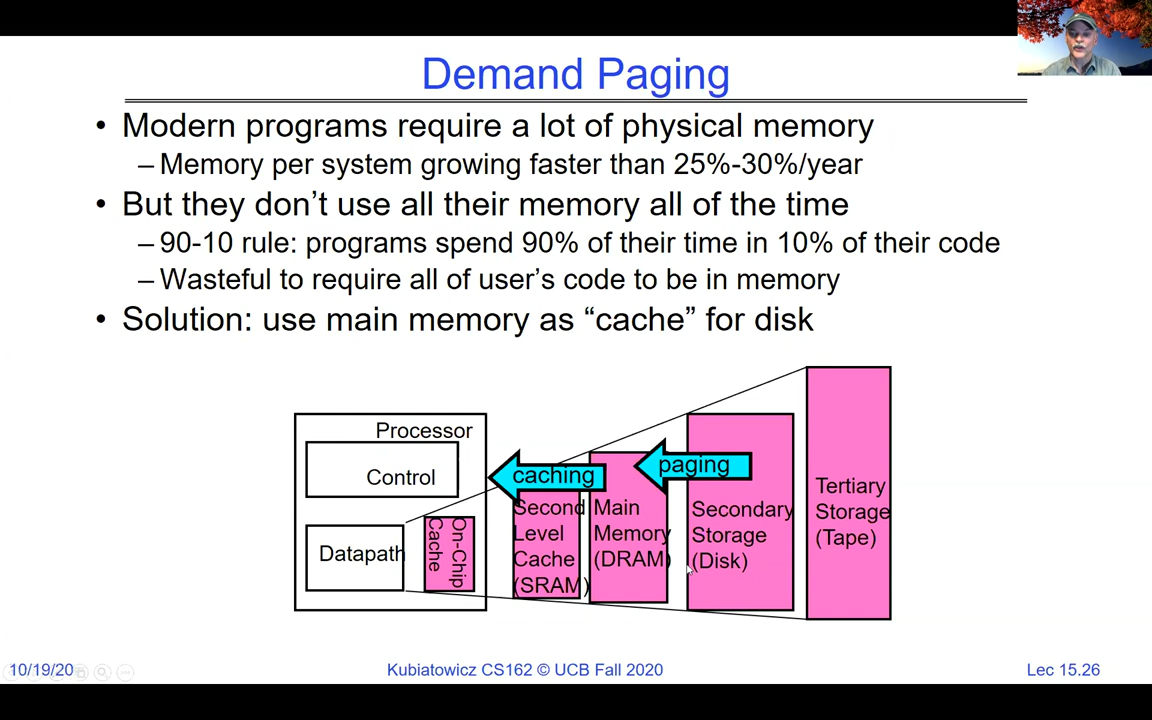 Demand Paging
• Modern programs require a lot of physical memory
– Memory per system growing faster than 25%-30%/year
• But they don’t use all their memory all of the time
– 90-10 rule: programs spend 90% of their time in 10% of their code
– Wasteful to require all of user’s code to be in memory
• Solution: use main memory as “cache” for disk
Processor
Control
Datapath
On-Chip
Cache
caching
Second
Level
Cache
(SRAM)
Main
Memory
(DRAM)
paging
Secondary
Storage
(Disk)
Tertiary
Storage
(Tape)
10/19/20
Kubiatowicz CS162 © UCB Fall 2020
Lec 15.26